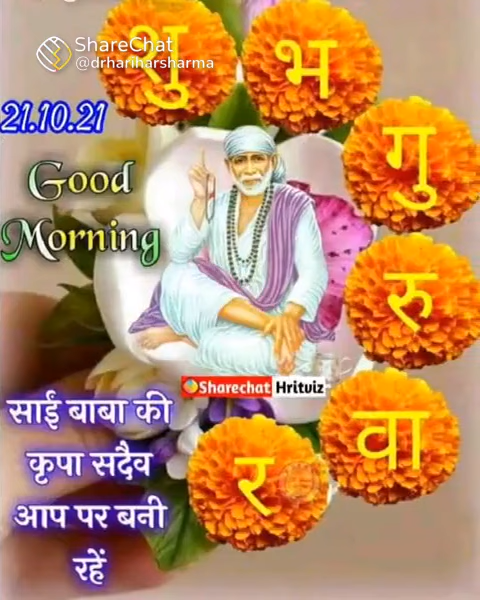 ShareChat
@drhariharsharma
शु
भ
गु
रु
वा
र
21.10.21
Good
Morning
Sharechat Hrituiz
साईं बाबा की
कृपा सदैव
आप पर बनी
रहें